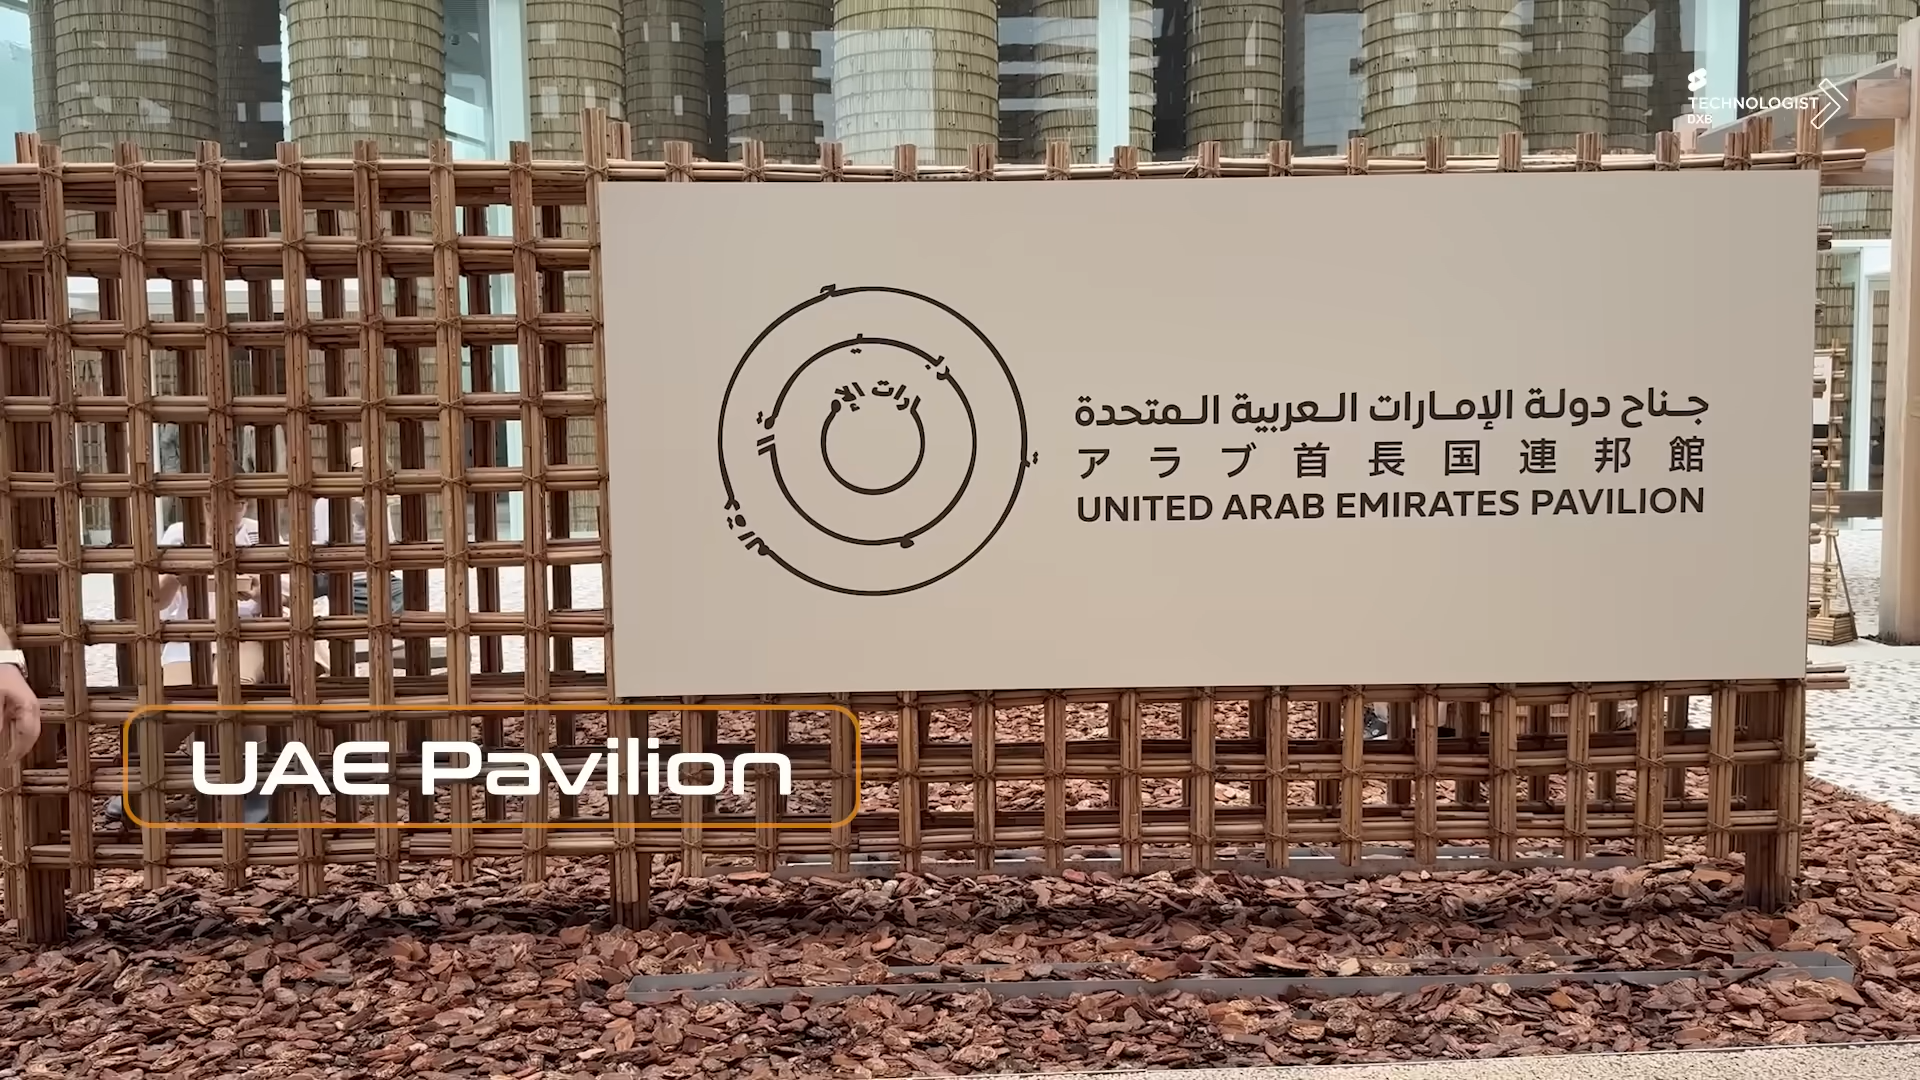 TECHNOLOGIST
DXB
جناح دولة الإمارات العربية المتحدة
アラブ首長国連邦館
UNITED ARAB EMIRATES PAVILION
UAE Pavilion